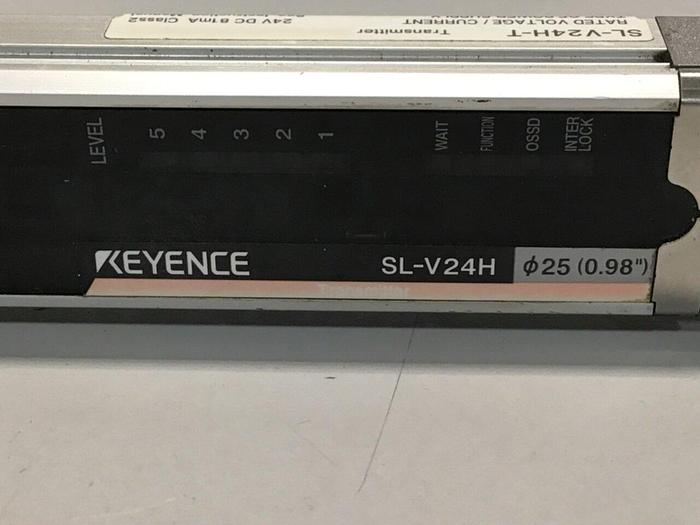 SL-V24H-T Transmitter
RATED VOLTAGE / CURRENT
24V DC 81mA Class2
LEVEL 5 4 3 2 1 WAIT FUNCTION OSSD INTER LOCK
KEYENCE SL-V24H ϕ25 (0.98")
Transmitter